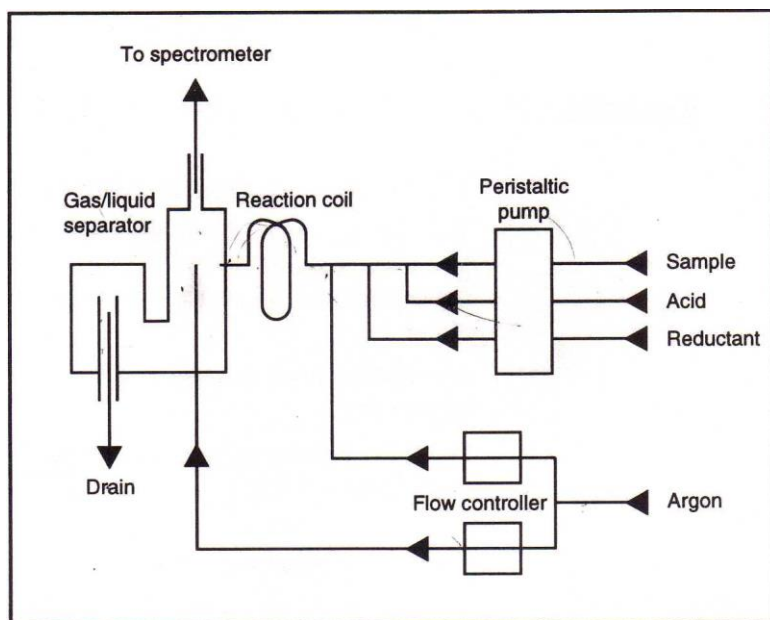 To spectrometer
Gas/liquid
separator
Reaction coil
Peristaltic
pump
Sample
Acid
Reductant
Drain
Flow controller
Argon